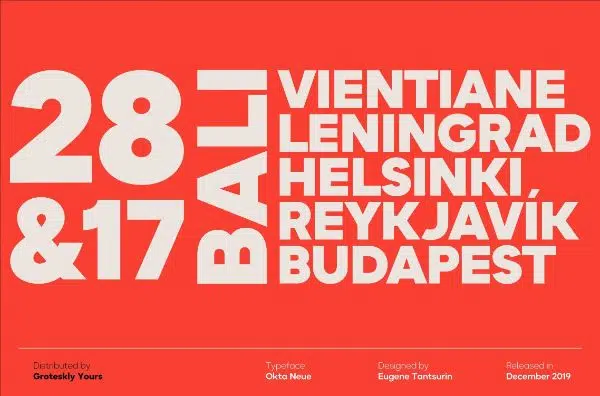 28
&17
BALI
VIENTIANE
LENINGRAD
HELSINKI
REYKJAVÍK
BUDAPEST
Distributed by
Groteskly Yours
Typeface
Okta Neue
Designed by
Eugene Tantsurin
Released in
December 2019